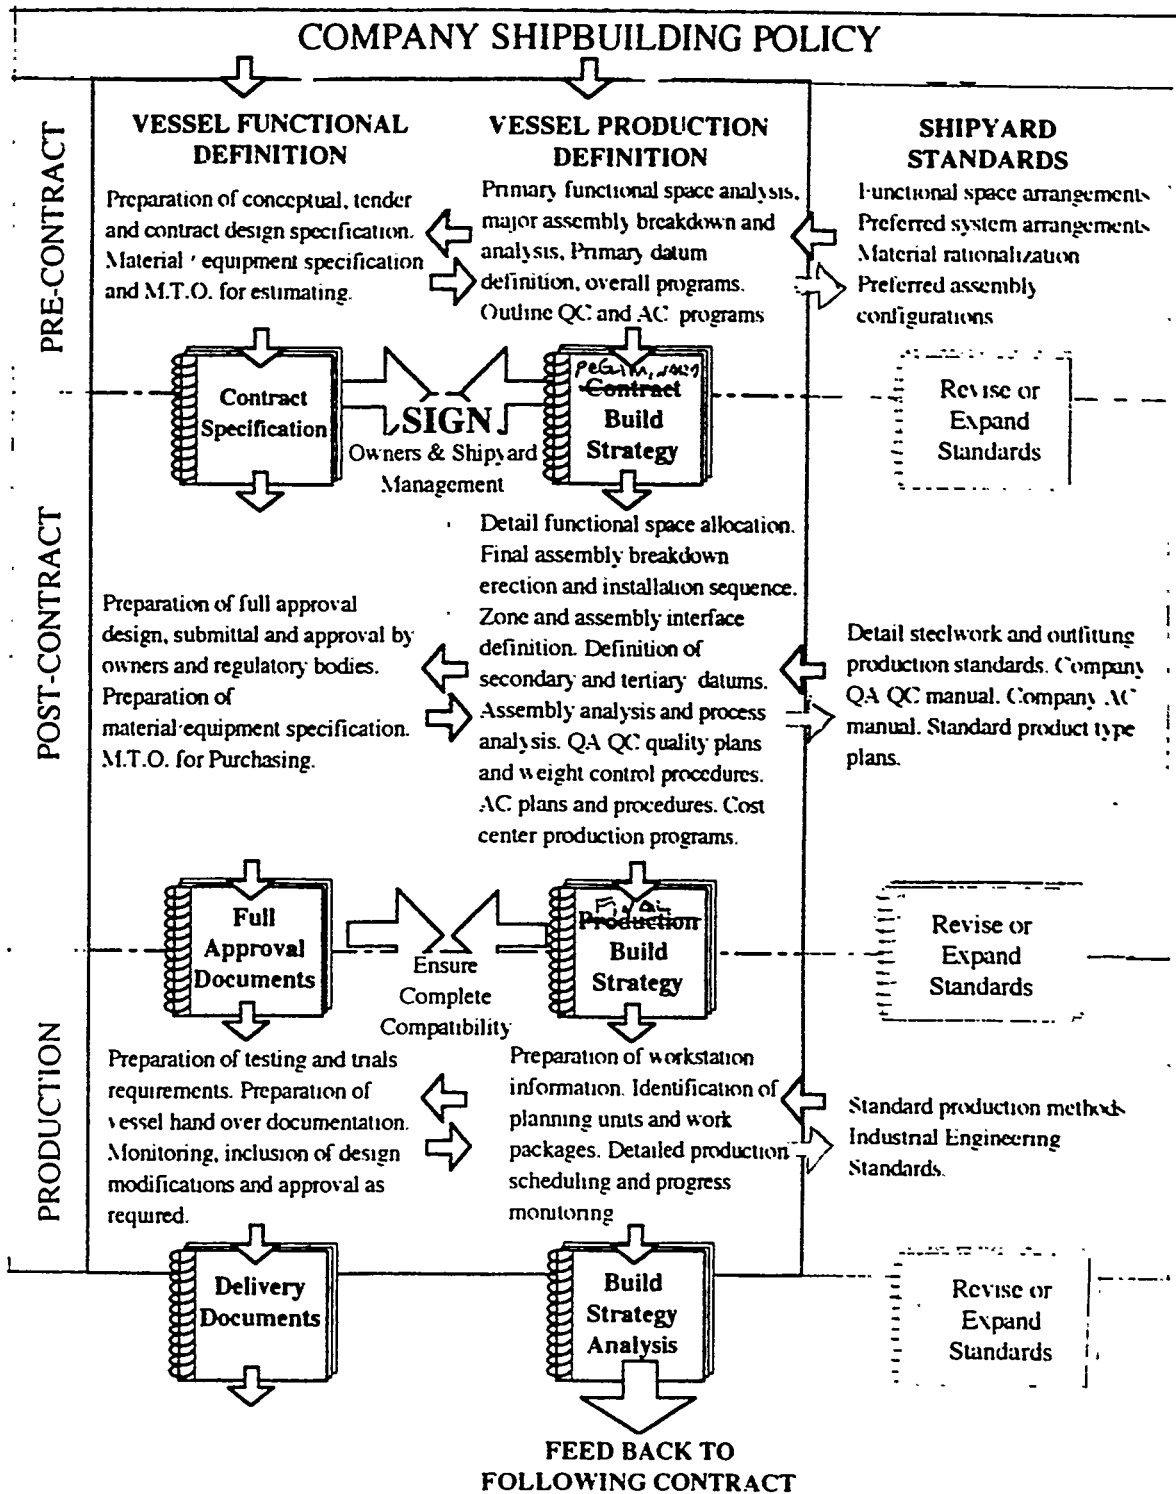 COMPANY SHIPBUILDING POLICY
PRE-CONTRACT
VESSEL FUNCTIONAL
DEFINITION
Preparation of conceptual, tender
and contract design specification.
Material / equipment specification
and M.T.O. for estimating.
VESSEL PRODUCTION
DEFINITION
Primary functional space analysis,
major assembly breakdown and
analysis, Primary datum
definition, overall programs.
Outline QC and AC programs
SHIPYARD
STANDARDS
Functional space arrangements
Preferred system arrangements
Material rationalization
Preferred assembly
configurations
Contract
Specification
SIGN
Owners & Shipyard
Management
Contract
Build
Strategy
Revise or
Expand
Standards
POST-CONTRACT
Preparation of full approval
design, submittal and approval by
owners and regulatory bodies.
Preparation of
material equipment specification.
M.T.O. for Purchasing.
Detail functional space allocation.
Final assembly breakdown
erection and installation sequence.
Zone and assembly interface
definition. Definition of
secondary and tertiary datums.
Assembly analysis and process
analysis. QA QC quality plans
and weight control procedures.
AC plans and procedures. Cost
center production programs.
Detail steelwork and outfitting
production standards. Company
QA QC manual. Company AC
manual. Standard product type
plans.
Full
Approval
Documents
Ensure
Complete
Compatibility
Final
Production
Build
Strategy
Revise or
Expand
Standards
PRODUCTION
Preparation of testing and trials
requirements. Preparation of
vessel hand over documentation.
Monitoring, inclusion of design
modifications and approval as
required.
Preparation of workstation
information. Identification of
planning units and work
packages. Detailed production
scheduling and progress
monitoring
Standard production methods
Industrial Engineering
Standards.
Delivery
Documents
Build
Strategy
Analysis
Revise or
Expand
Standards
FEED BACK TO
FOLLOWING CONTRACT